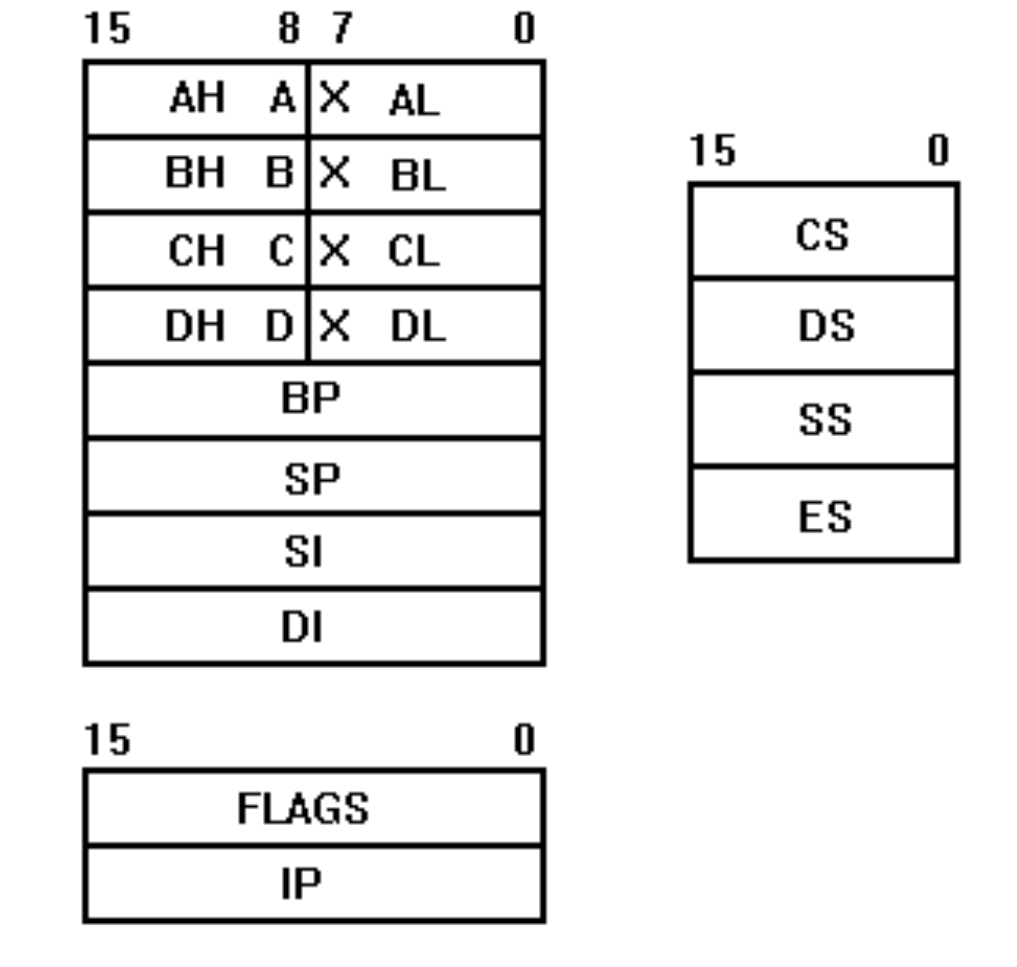 15 8 7 0
AH A X AL
BH B X BL
CH C X CL
DH D X DL
BP
SP
SI
DI
15 0
CS
DS
SS
ES
15 0
FLAGS
IP